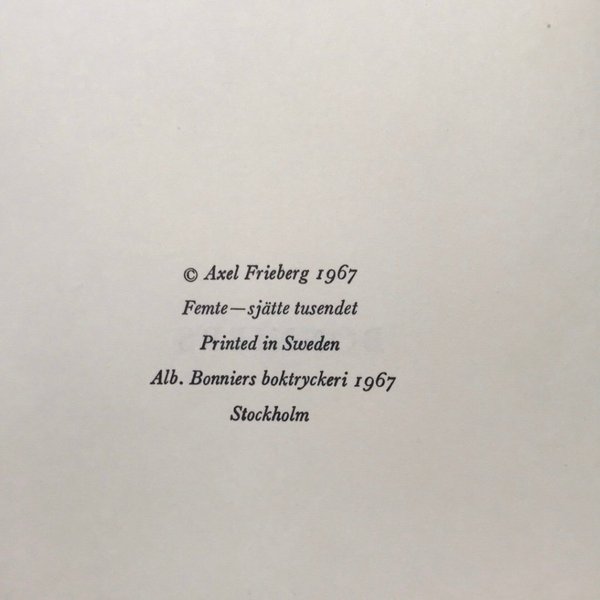 © Axel Frieberg 1967
Femte—sjätte tusendet
Printed in Sweden
Alb. Bonniers boktryckeri 1967
Stockholm